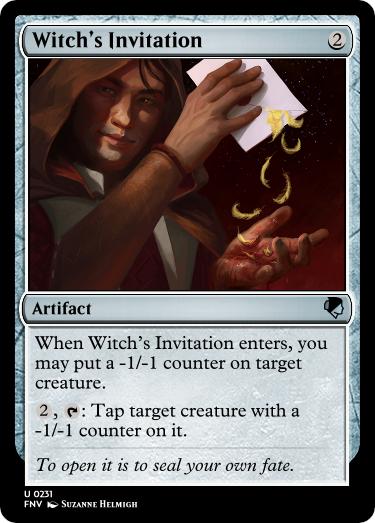 Witch's Invitation 2
Artifact
When Witch's Invitation enters, you
may put a -1/-1 counter on target
creature.
2, : Tap target creature with a
-1/-1 counter on it.
To open it is to seal your own fate.
U 0231
FNV Suzanne Helmigh